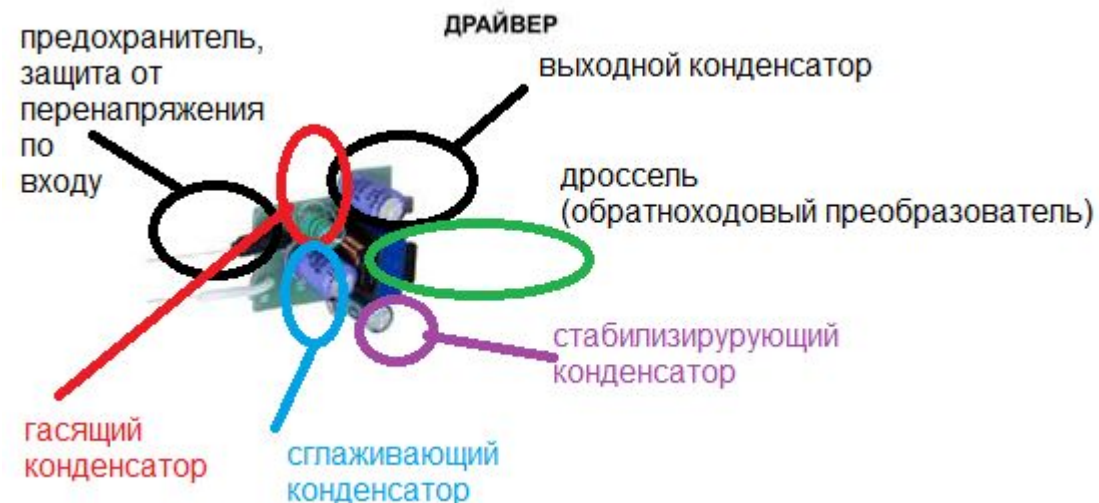 ДРАЙВЕР
предохранитель,
защита от
перенапряжения
по
входу
выходной конденсатор
дроссель
(обратноходовый преобразователь)
стабилизирурующий
конденсатор
гасящий
конденсатор
сглаживающий
конденсатор